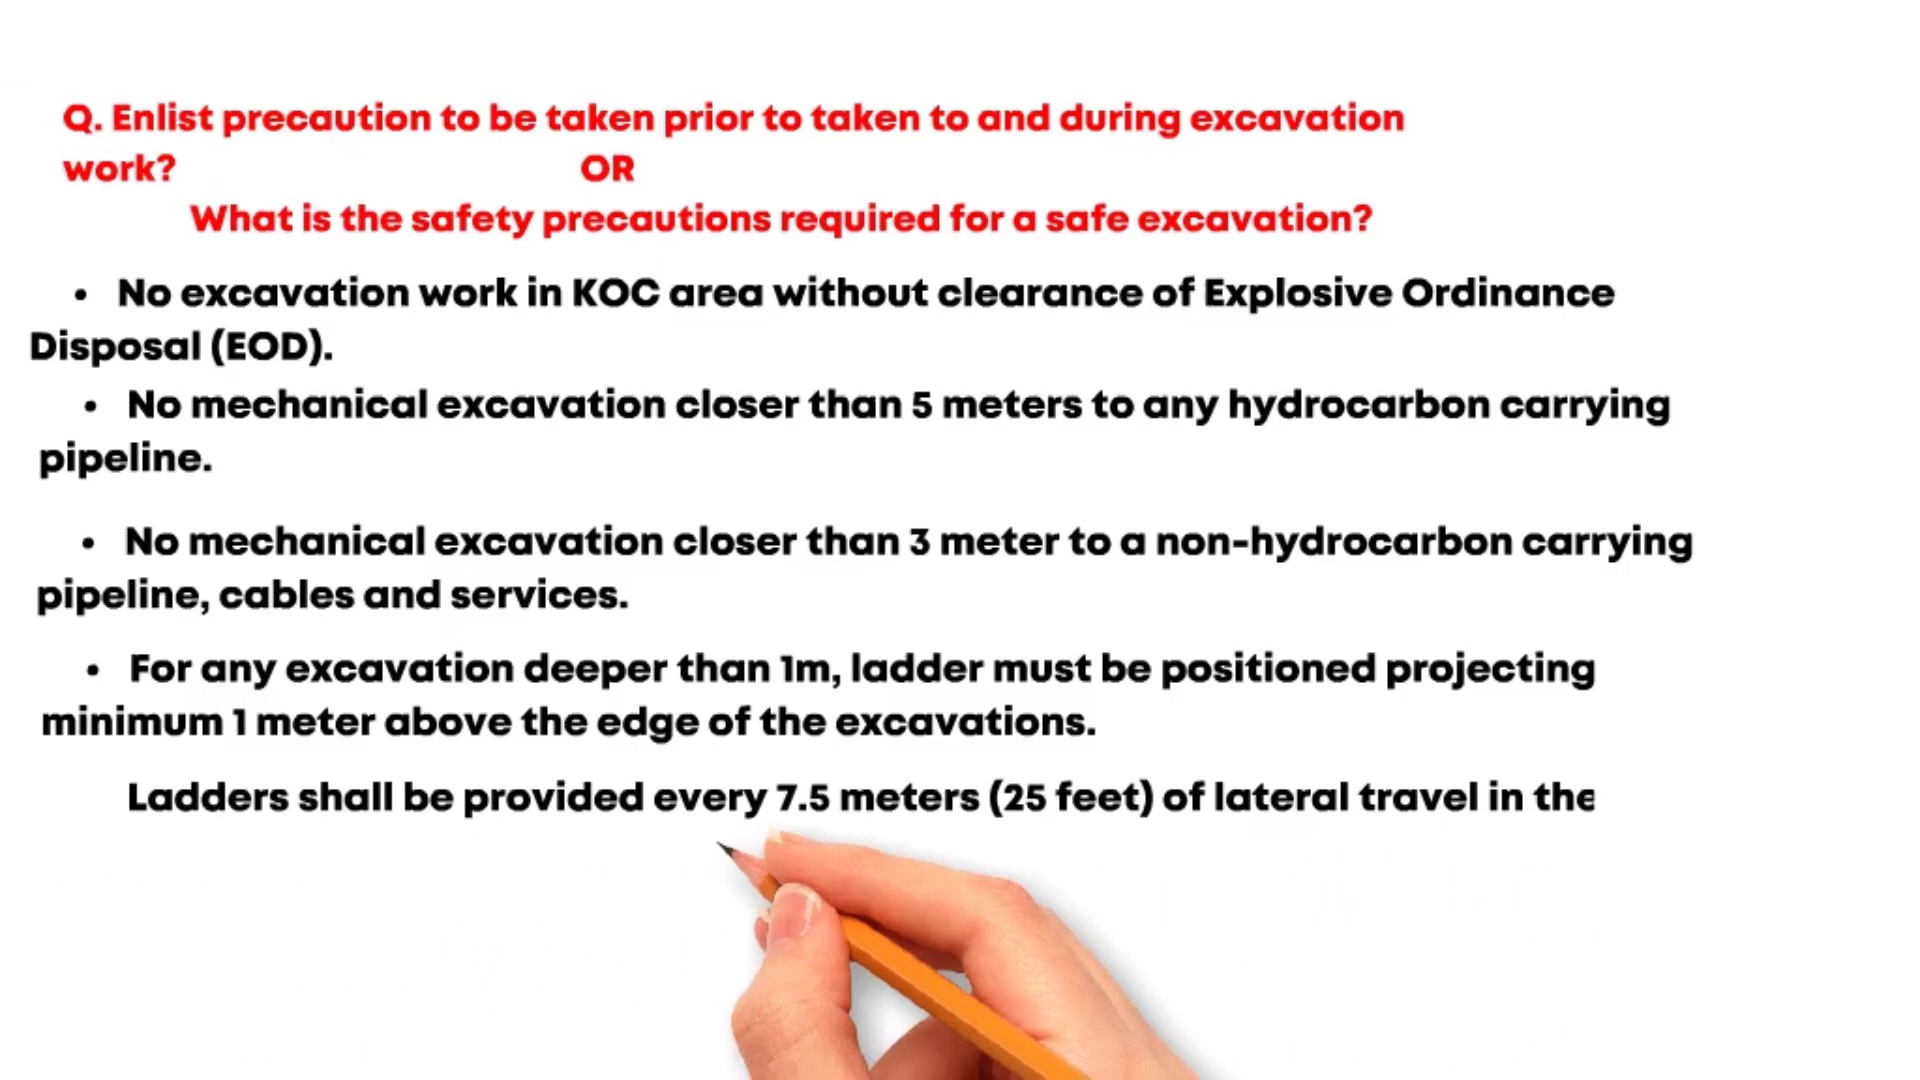 Q. Enlist precaution to be taken prior to taken to and during excavation
work? OR
What is the safety precautions required for a safe excavation?
• No excavation work in KOC area without clearance of Explosive Ordinance
Disposal (EOD).
• No mechanical excavation closer than 5 meters to any hydrocarbon carrying
pipeline.
• No mechanical excavation closer than 3 meter to a non-hydrocarbon carrying
pipeline, cables and services.
• For any excavation deeper than 1m, ladder must be positioned projecting
minimum 1 meter above the edge of the excavations.
Ladders shall be provided every 7.5 meters (25 feet) of lateral travel in the